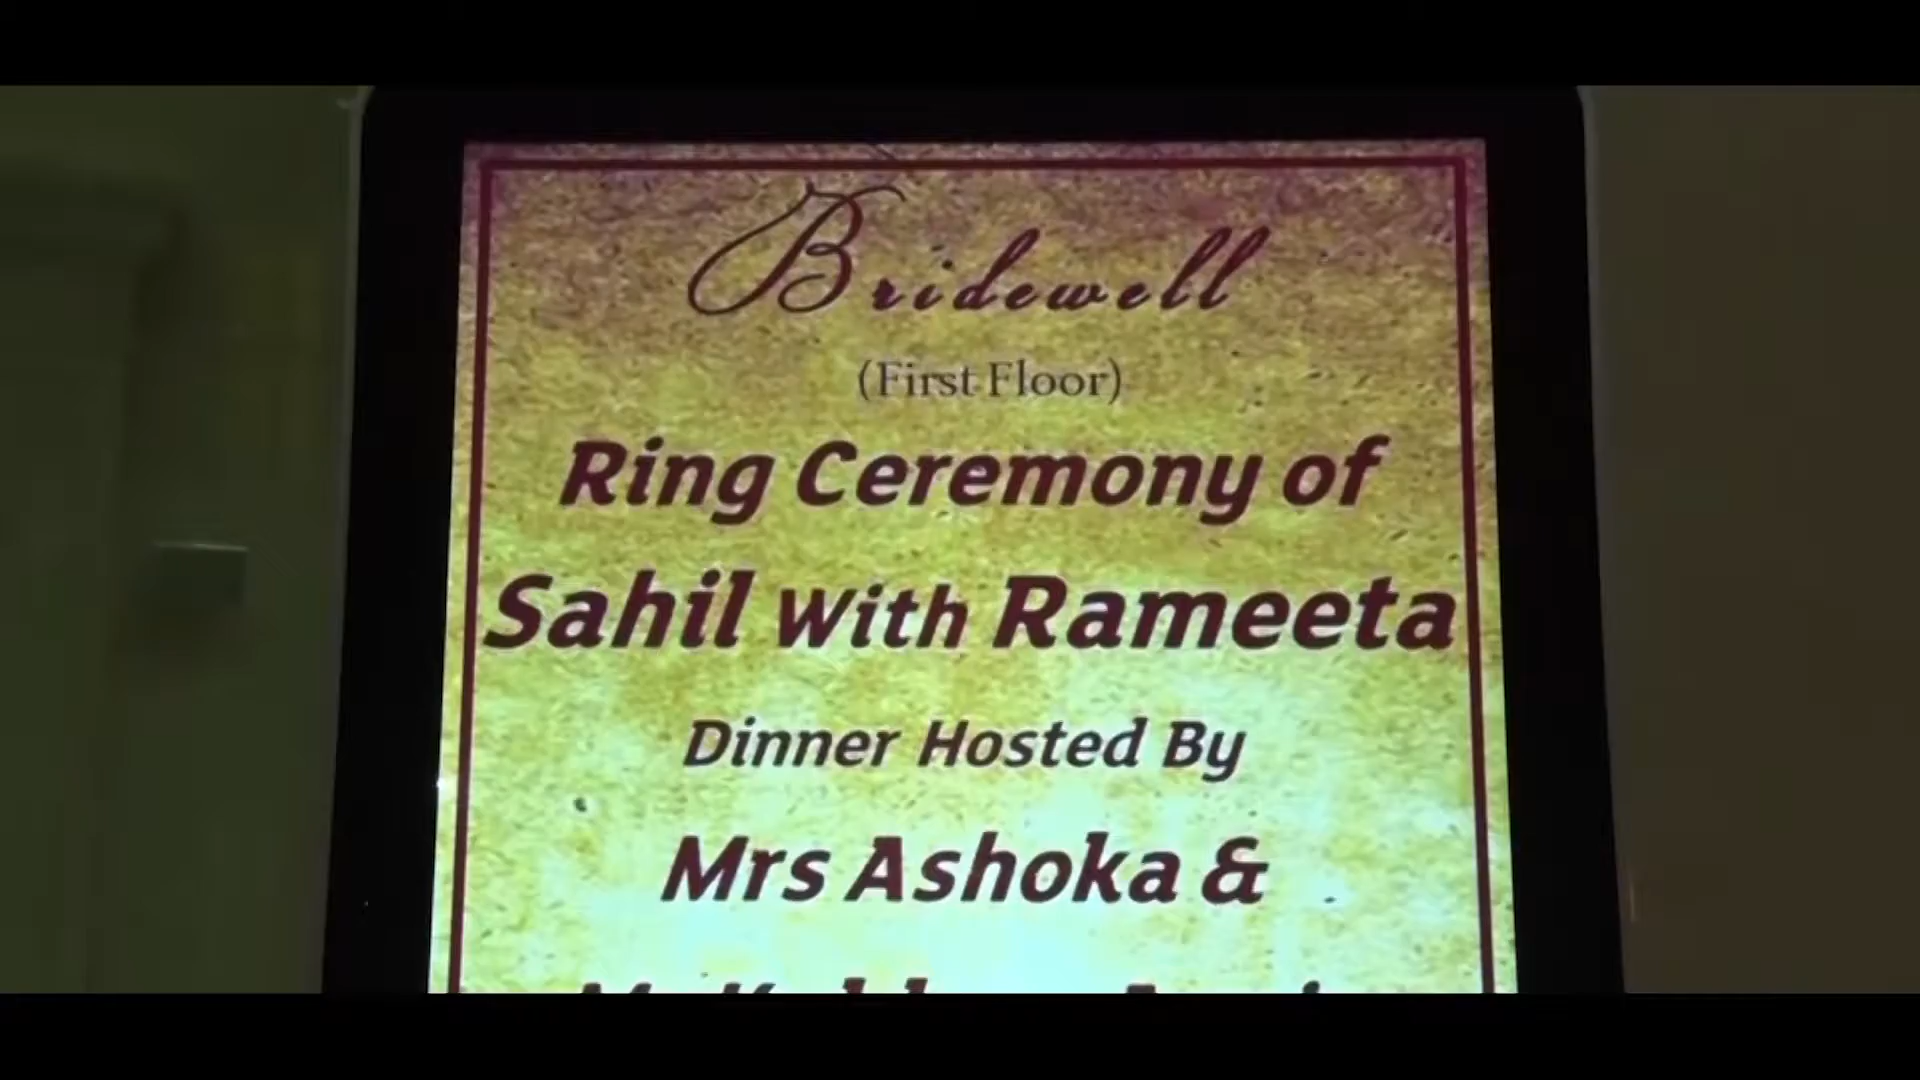 Bridewell
(First Floor)
Ring Ceremony of
Sahil With Rameeta
Dinner Hosted By
Mrs Ashoka &